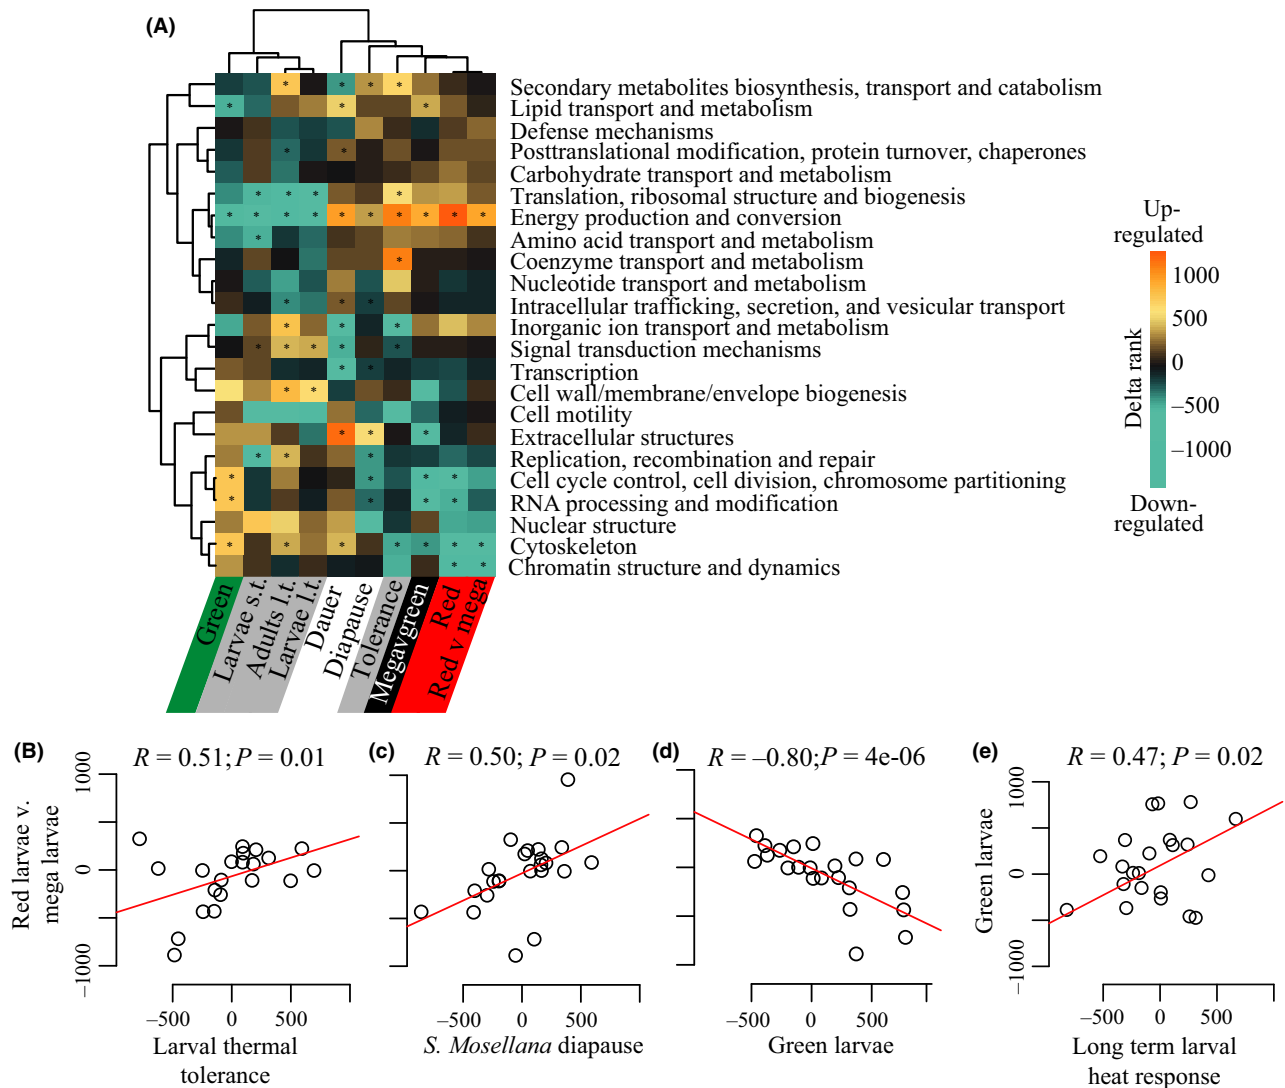 (A)
Secondary metabolites biosynthesis, transport and catabolism
Lipid transport and metabolism
Defense mechanisms
Posttranslational modification, protein turnover, chaperones
Carbohydrate transport and metabolism
Translation, ribosomal structure and biogenesis
Energy production and conversion
Amino acid transport and metabolism
Coenzyme transport and metabolism
Nucleotide transport and metabolism
Intracellular trafficking, secretion, and vesicular transport
Inorganic ion transport and metabolism
Signal transduction mechanisms
Transcription
Cell wall/membrane/envelope biogenesis
Cell motility
Extracellular structures
Replication, recombination and repair
Cell cycle control, cell division, chromosome partitioning
RNA processing and modification
Nuclear structure
Cytoskeleton
Chromatin structure and dynamics
Up-
regulated
1000
500
0
−500
−1000
Delta rank
Down-
regulated
Green
Larvae s.t.
Adults l.t.
Larvae l.t.
Dauer
Diapause
Tolerance
Megavgreen
Red
Red v mega
(B)
R = 0.51; P = 0.01
Red larvae v.
mega larvae
1000
0
−1000
−500 0 500
Larval thermal
tolerance
(c)
R = 0.50; P = 0.02
−500 0 500
S. Mosellana diapause
(d)
R = −0.80; P = 4e-06
−500 0 500
Green larvae
(e)
R = 0.47; P = 0.02
Green larvae
1000
0
−1000
−500 0 500
Long term larval
heat response